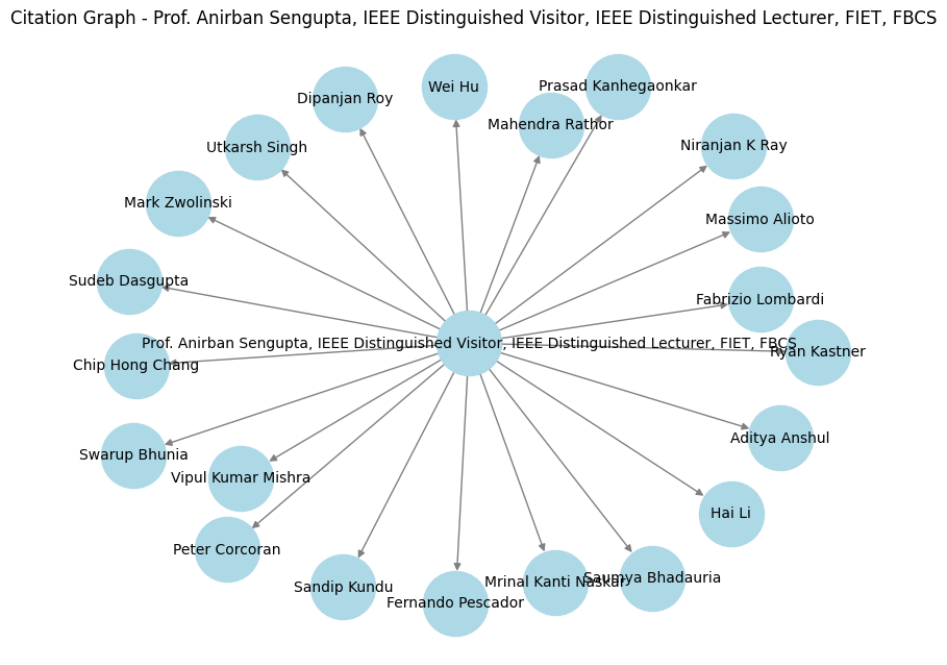 Citation Graph - Prof. Anirban Sengupta, IEEE Distinguished Visitor, IEEE Distinguished Lecturer, FIET, FBCS
Wei Hu
Prasad Kanhegaonkar
Dipanjan Roy
Mahendra Rathor
Utkarsh Singh
Niranjan K Ray
Mark Zwolinski
Massimo Alioto
Sudeb Dasgupta
Fabrizio Lombardi
Prof. Anirban Sengupta, IEEE Distinguished Visitor, IEEE Distinguished Lecturer, FIET, FBCS
Ryan Kastner
Chip Hong Chang
Aditya Anshul
Swarup Bhunia
Vipul Kumar Mishra
Hai Li
Peter Corcoran
Sandip Kundu
Mrinal Kanti Naskar
Saumya Bhadauria
Fernando Pescador